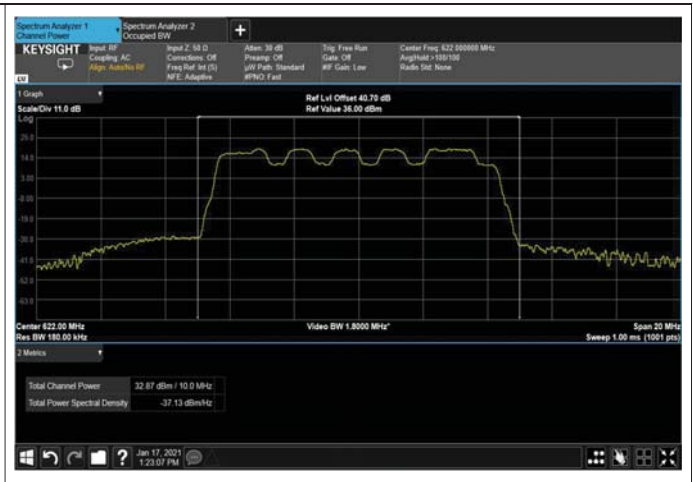 Spectrum Analyzer 1
Channel Power
Spectrum Analyzer 2
Occupied BW
+
KEYSIGHT
Input: RF
Coupling: AC
Align: Auto/No RF
Input Z: 50 Ω
Corrections: Off
Freq Ref: Int (S)
NFE: Adaptive
Atten: 30 dB
Preamp: Off
µW Path: Standard
#PNO: Fast
Trig: Free Run
Gate: Off
#IF Gain: Low
Center Freq: 622.000000 MHz
Avg|Hold:>100/100
Radio Std: None
LV
1 Graph
Scale/Div 11.0 dB
Ref Lvl Offset 40.70 dB
Ref Value 36.00 dBm
Log
25.0
14.0
3.00
-8.00
-19.0
-30.0
-41.0
-52.0
-63.0
Center 622.00 MHz
Res BW 180.00 kHz
Video BW 1.8000 MHz*
Span 20 MHz
Sweep 1.00 ms (1001 pts)
2 Metrics
Total Channel Power 32.87 dBm / 10.0 MHz
Total Power Spectral Density -37.13 dBm/Hz
?
Jan 17, 2021
1:23:07 PM